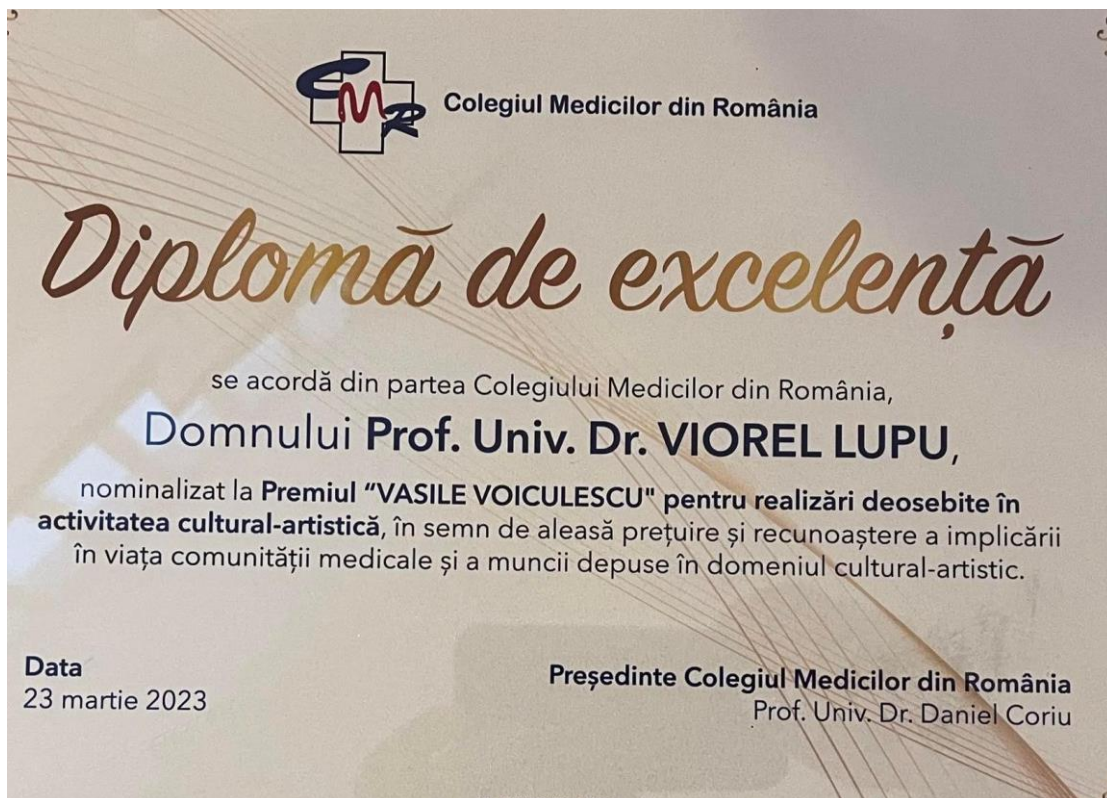 CMR Colegiul Medicilor din România
Diplomă de excelență
se acordă din partea Colegiului Medicilor din România,
Domnului Prof. Univ. Dr. VIOREL LUPU,
nominalizat la Premiul “VASILE VOICULESCU" pentru realizări deosebite în
activitatea cultural-artistică, în semn de aleasă prețuire și recunoaștere a implicării
în viața comunității medicale și a muncii depuse în domeniul cultural-artistic.
Data
23 martie 2023
Președinte Colegiul Medicilor din România
Prof. Univ. Dr. Daniel Coriu